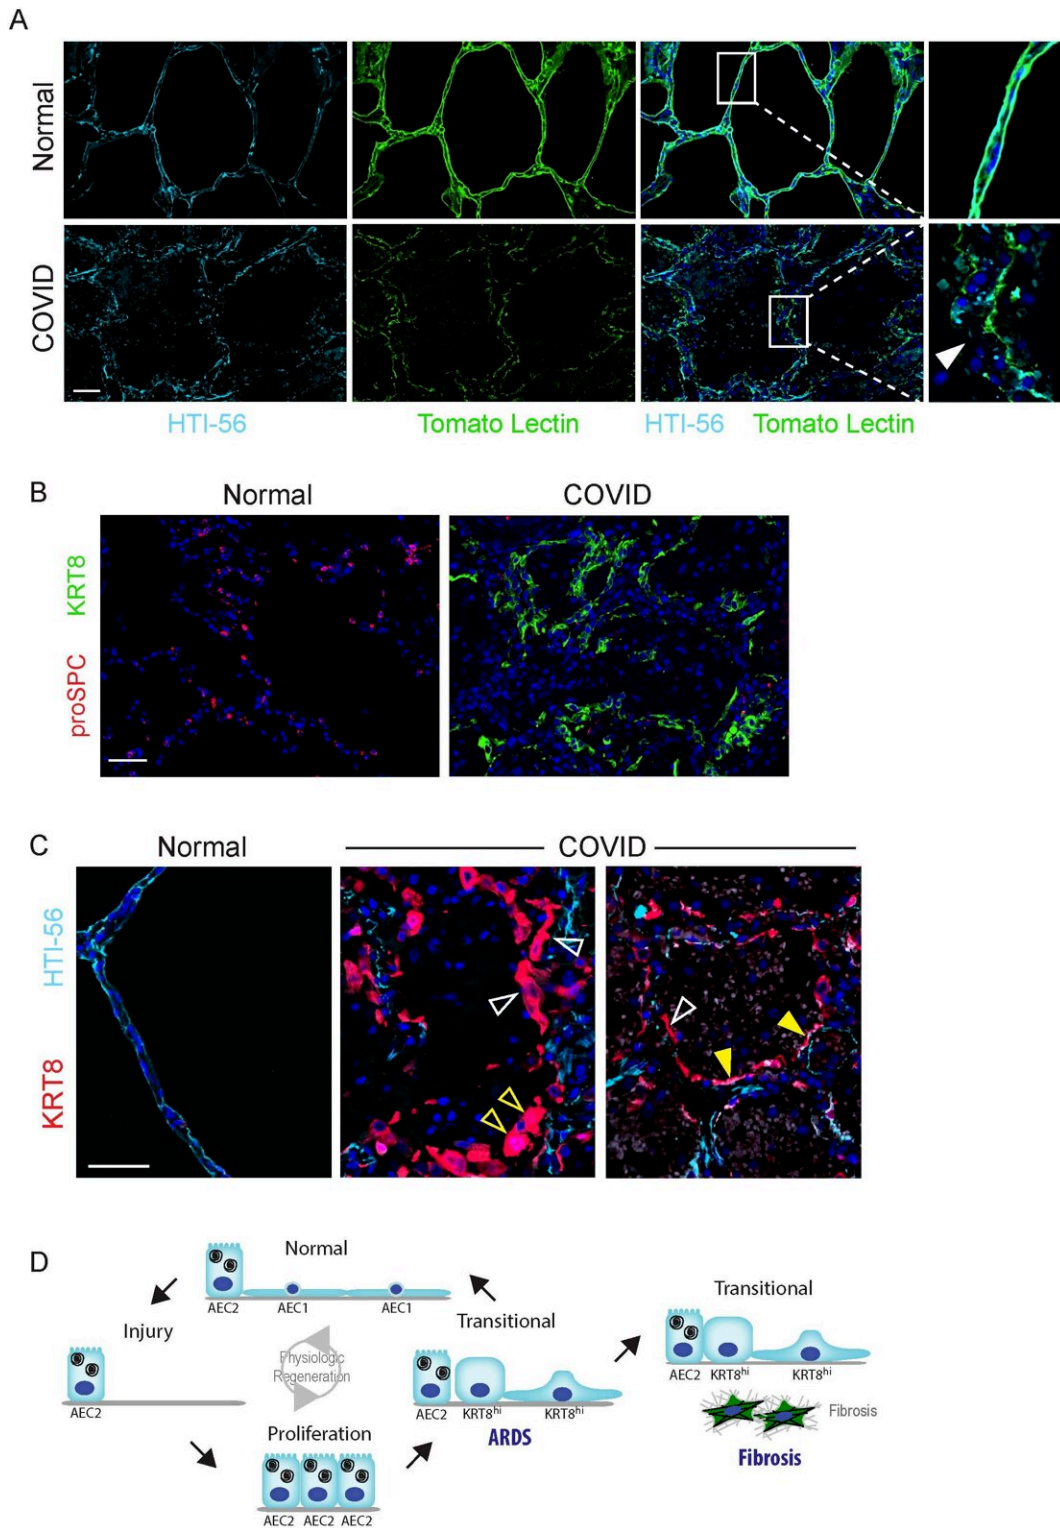 A
Normal
COVID
HTI-56
Tomato Lectin
HTI-56 Tomato Lectin
B
Normal COVID
proSPC KRT8
C
Normal COVID
KRT8 HTI-56
D
Normal
AEC2 AEC1 AEC1
Injury
AEC2
Physiologic
Regeneration
Proliferation
AEC2 AEC2 AEC2
Transitional
AEC2 KRT8hi KRT8hi
ARDS
Transitional
AEC2 KRT8hi KRT8hi
Fibrosis
Fibrosis